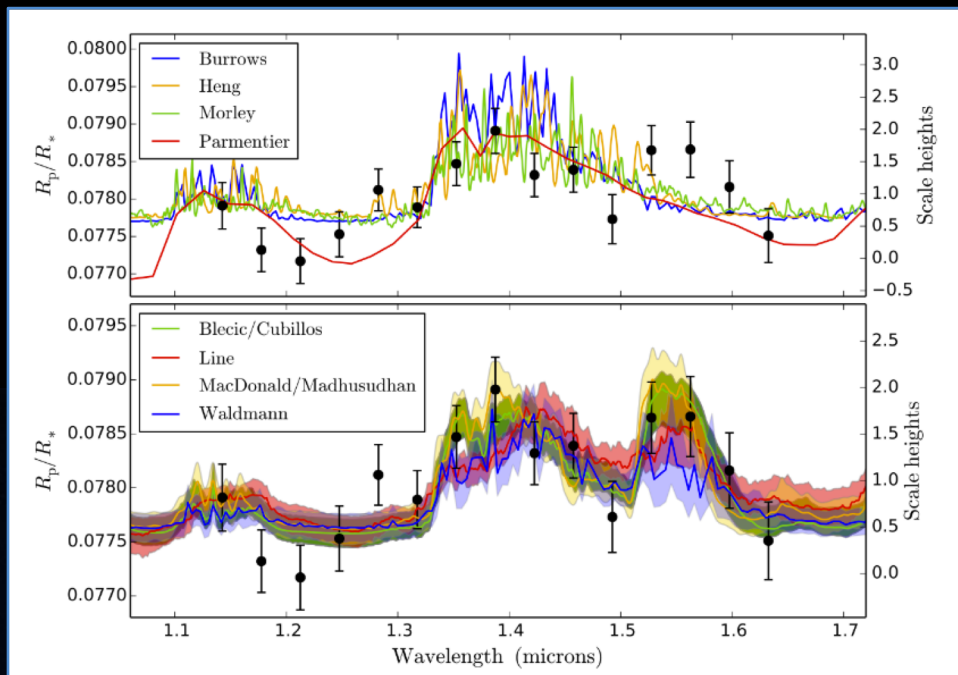 0.0800
0.0795
0.0790
0.0785
0.0780
0.0775
0.0770
R_p/R_*
Burrows
Heng
Morley
Parmentier
3.0
2.5
2.0
1.5
1.0
0.5
0.0
−0.5
Scale heights
0.0795
0.0790
0.0785
0.0780
0.0775
0.0770
R_p/R_*
Blecic/Cubillos
Line
MacDonald/Madhusudhan
Waldmann
2.5
2.0
1.5
1.0
0.5
0.0
Scale heights
1.1 1.2 1.3 1.4 1.5 1.6 1.7
Wavelength (microns)